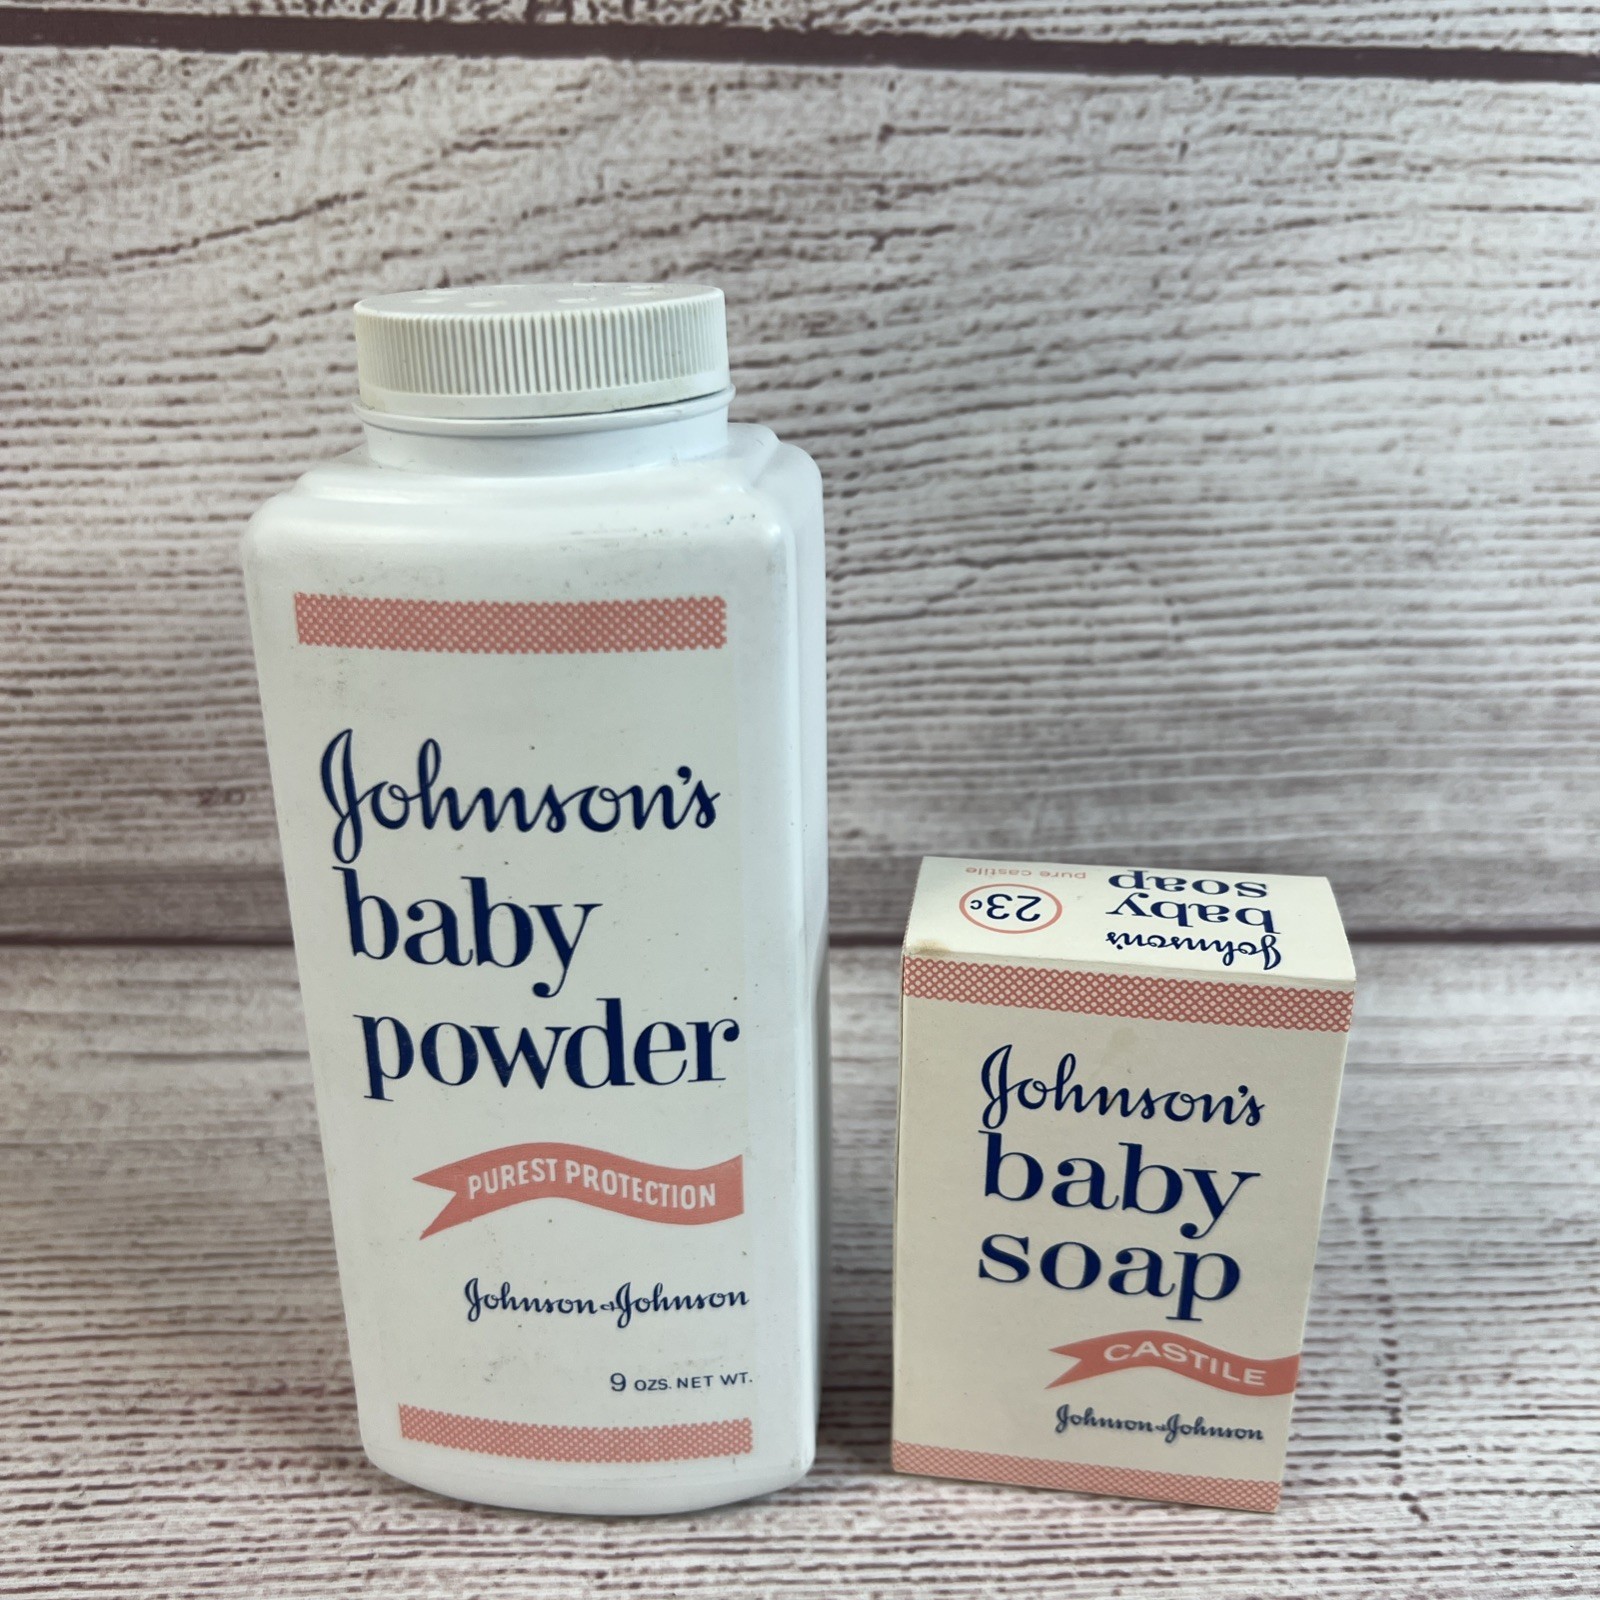 Johnson's
baby
powder
PUREST PROTECTION
Johnson & Johnson
9 OZS. NET WT.
Johnson's
baby
soap
23c
pure castile
Johnson's
baby
soap
CASTILE
Johnson & Johnson